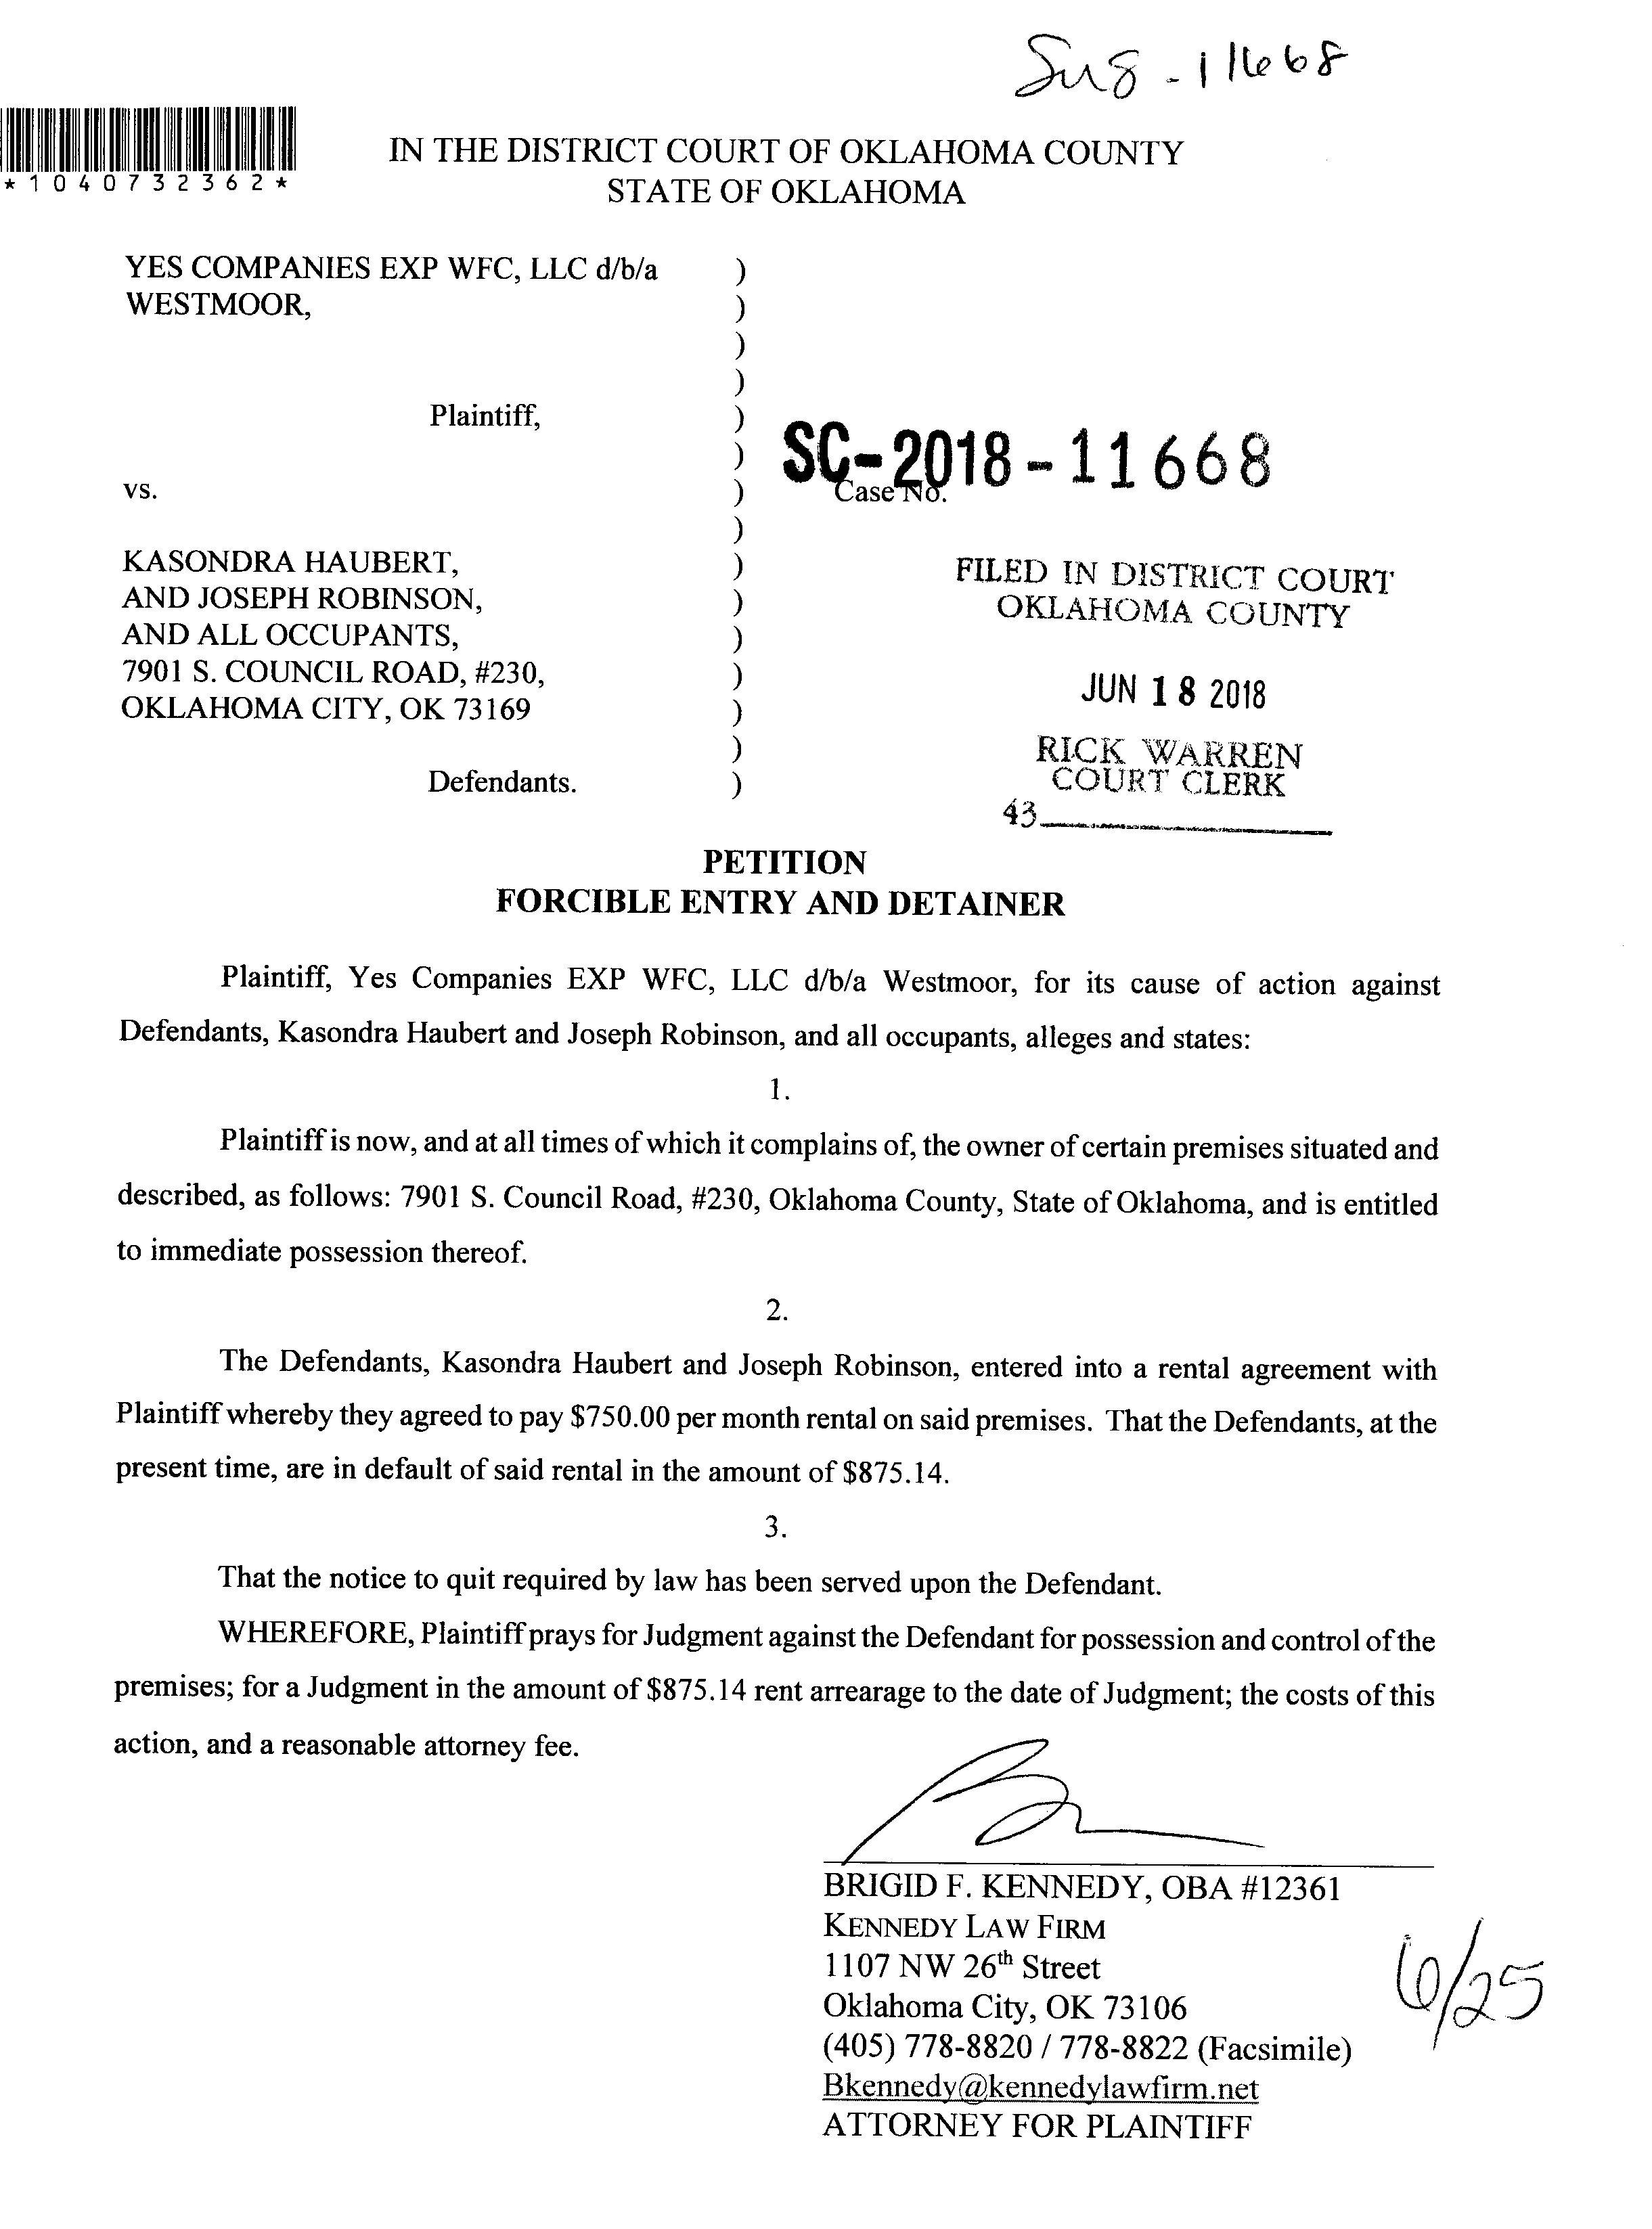 *1040732362*
IN THE DISTRICT COURT OF OKLAHOMA COUNTY
STATE OF OKLAHOMA
YES COMPANIES EXP WFC, LLC d/b/a )
WESTMOOR, )
)
)
Plaintiff, )
)
vs. )
)
KASONDRA HAUBERT, )
AND JOSEPH ROBINSON, )
AND ALL OCCUPANTS, )
7901 S. COUNCIL ROAD, #230, )
OKLAHOMA CITY, OK 73169 )
)
Defendants. )
SC-2018-11668
Case No.
FILED IN DISTRICT COURT
OKLAHOMA COUNTY
JUN 18 2018
RICK WARREN
COURT CLERK
43
PETITION
FORCIBLE ENTRY AND DETAINER
Plaintiff, Yes Companies EXP WFC, LLC d/b/a Westmoor, for its cause of action against
Defendants, Kasondra Haubert and Joseph Robinson, and all occupants, alleges and states:
1.
Plaintiff is now, and at all times of which it complains of, the owner of certain premises situated and
described, as follows: 7901 S. Council Road, #230, Oklahoma County, State of Oklahoma, and is entitled
to immediate possession thereof.
2.
The Defendants, Kasondra Haubert and Joseph Robinson, entered into a rental agreement with
Plaintiff whereby they agreed to pay $750.00 per month rental on said premises. That the Defendants, at the
present time, are in default of said rental in the amount of $875.14.
3.
That the notice to quit required by law has been served upon the Defendant.
WHEREFORE, Plaintiff prays for Judgment against the Defendant for possession and control of the
premises; for a Judgment in the amount of $875.14 rent arrearage to the date of Judgment; the costs of this
action, and a reasonable attorney fee.
BRIGID F. KENNEDY, OBA #12361
KENNEDY LAW FIRM
1107 NW 26th Street
Oklahoma City, OK 73106
(405) 778-8820 / 778-8822 (Facsimile)
Bkennedy@kennedylawfirm.net
ATTORNEY FOR PLAINTIFF
6/25